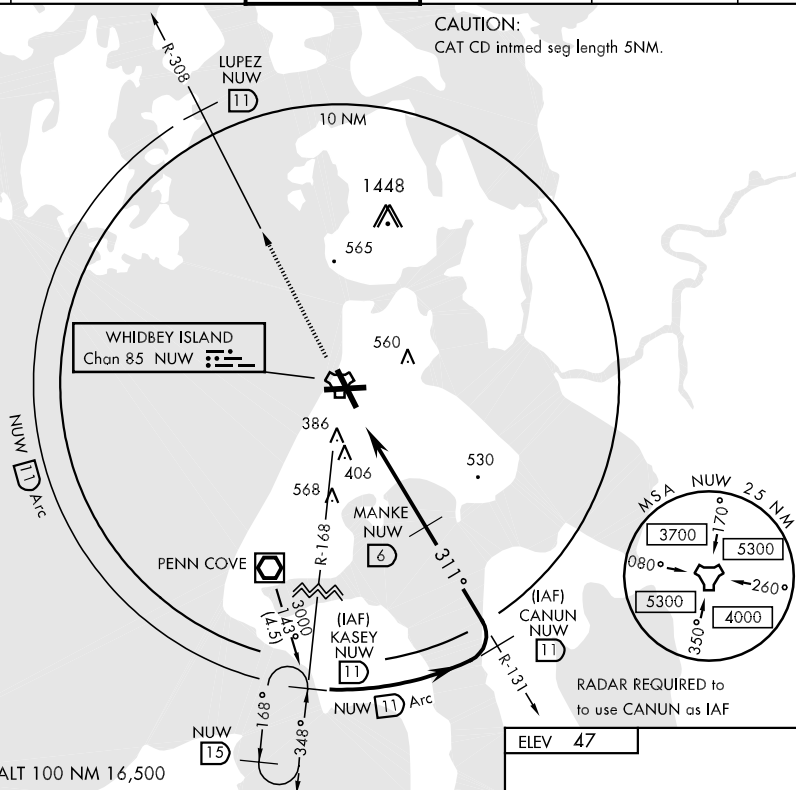 CAUTION:
CAT CD intmed seg length 5NM.
R-308
LUPEZ
NUW
11
10 NM
1448
565
WHIDBEY ISLAND
Chan 85 NUW
560
NUW 11 Arc
386
406
568
530
R-168
MANKE
NUW
6
311°
PENN COVE
3000
143°
(4.5)
(IAF)
KASEY
NUW
11
(IAF)
CANUN
NUW
11
R-131
NUW 11 Arc
168°
348°
NUW
15
MSA NUW 25 NM
170°
3700
5300
080°
260°
5300
4000
350°
RADAR REQUIRED to
to use CANUN as IAF
ELEV 47
ALT 100 NM 16,500